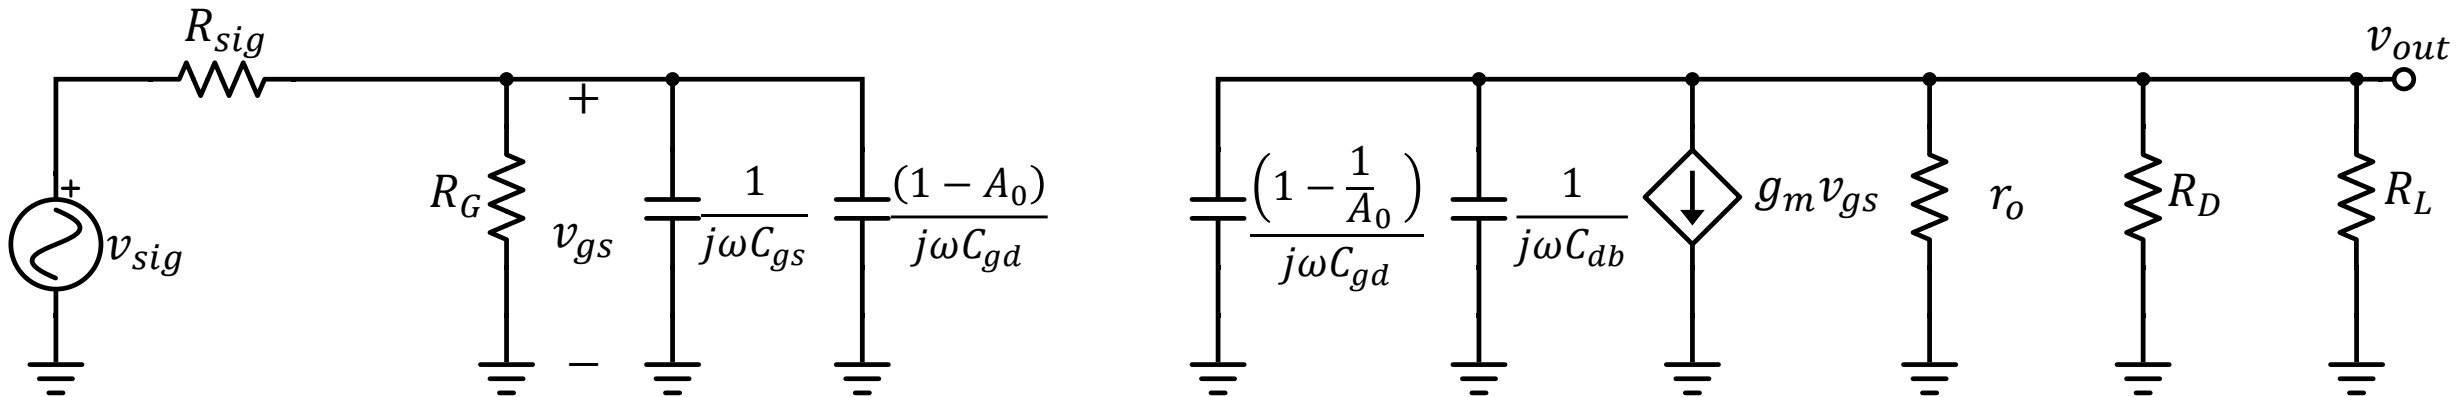 R_sig
v_out
+
+
R_G
v_gs
1/(jωC_gs)
(1 − A_0)/(jωC_gd)
(1 − 1/A_0)/(jωC_gd)
1/(jωC_db)
g_m v_gs
r_o
R_D
R_L
v_sig
−